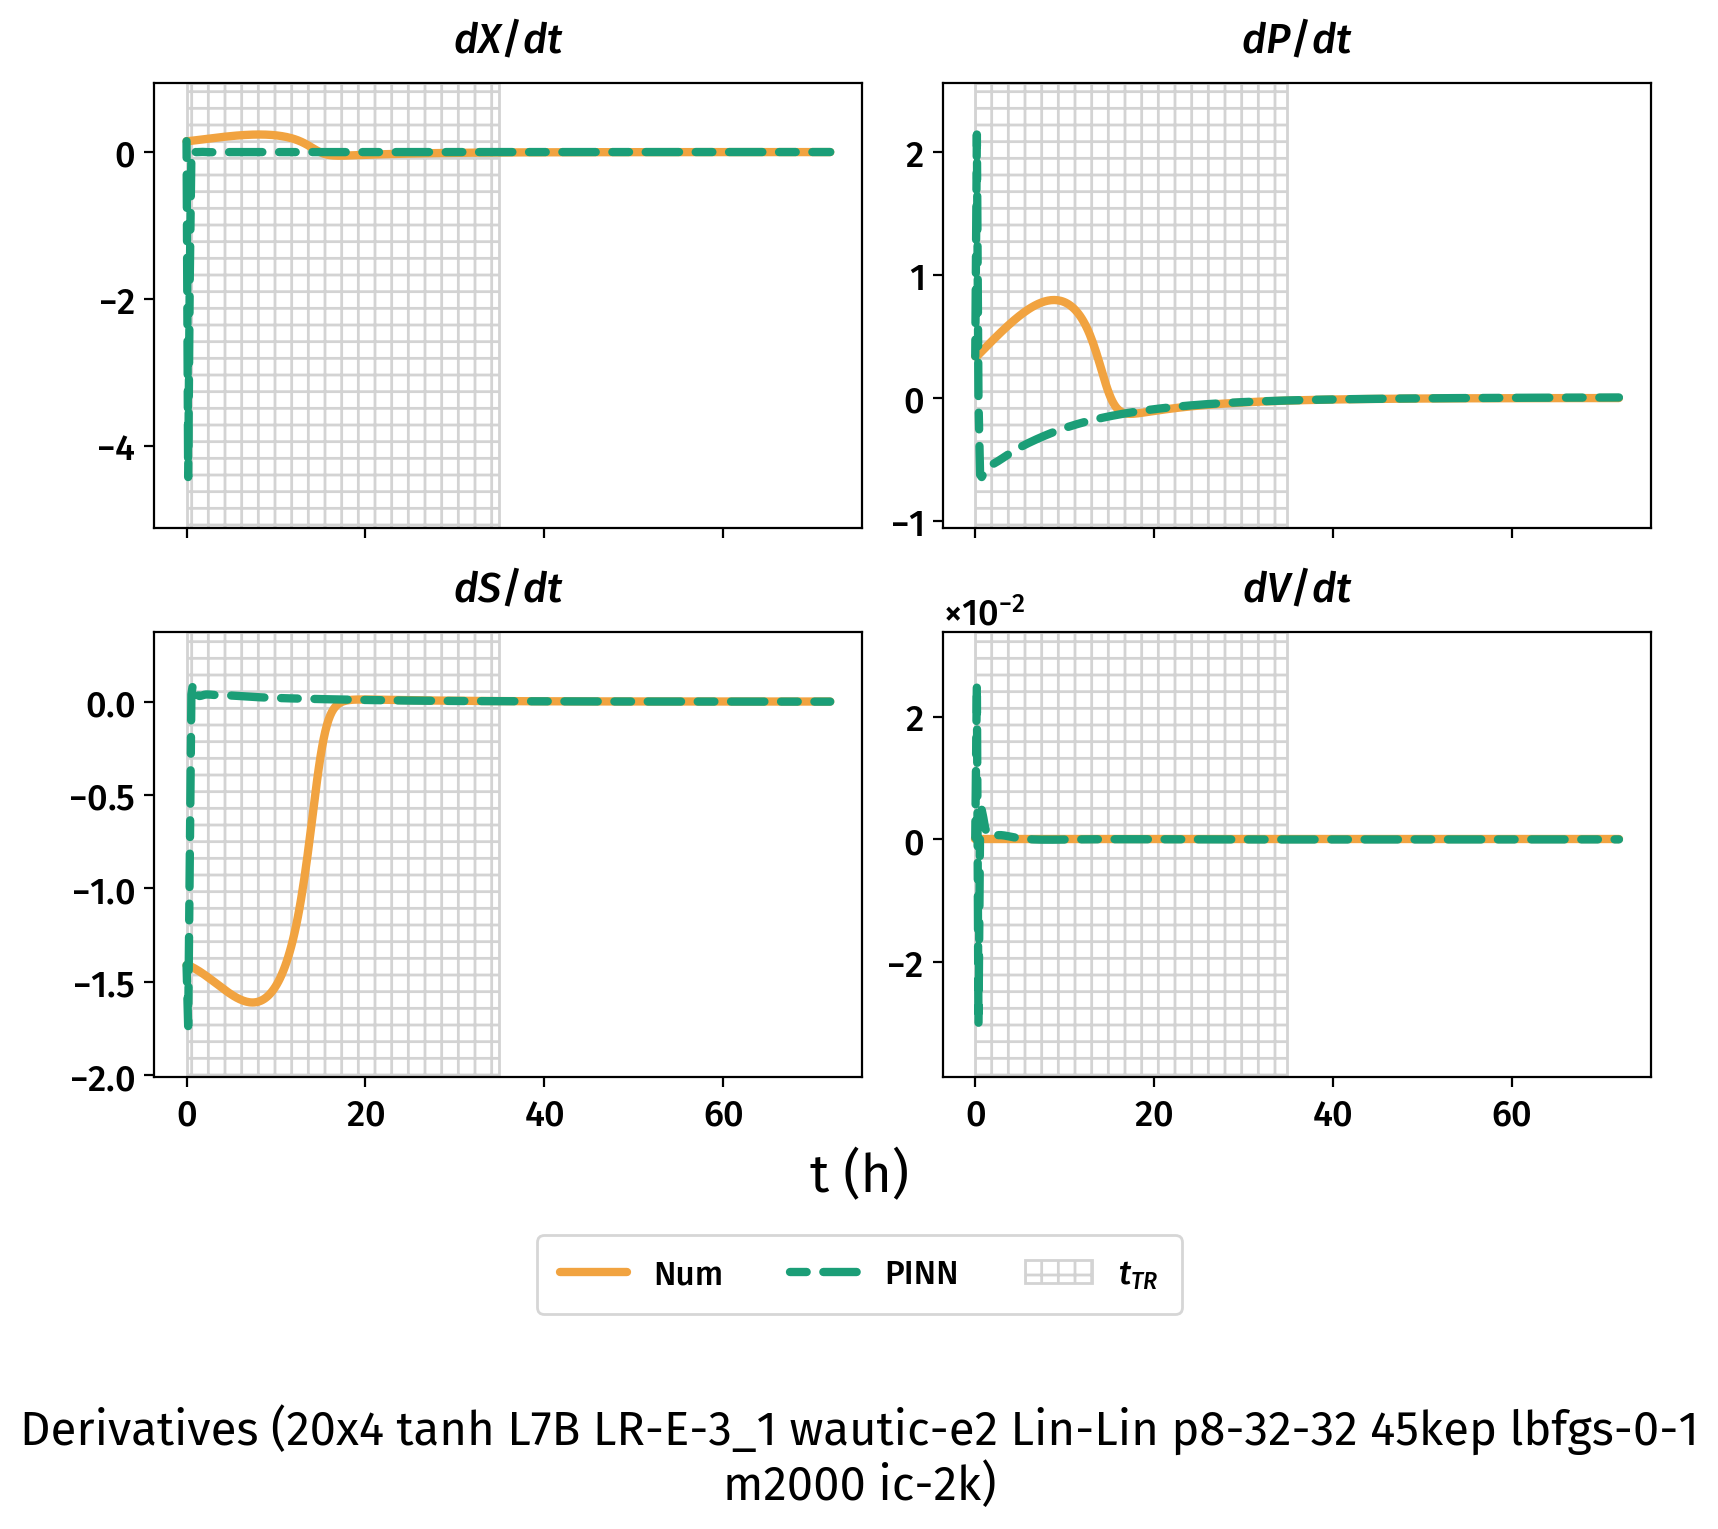 dX/dt
dP/dt
0
−2
−4
2
1
0
−1
dS/dt
dV/dt
×10⁻²
0.0
−0.5
−1.0
−1.5
−2.0
2
0
−2
0 20 40 60
0 20 40 60
t (h)
Num PINN t_TR
Derivatives (20x4 tanh L7B LR-E-3_1 wautic-e2 Lin-Lin p8-32-32 45kep lbfgs-0-1
m2000 ic-2k)